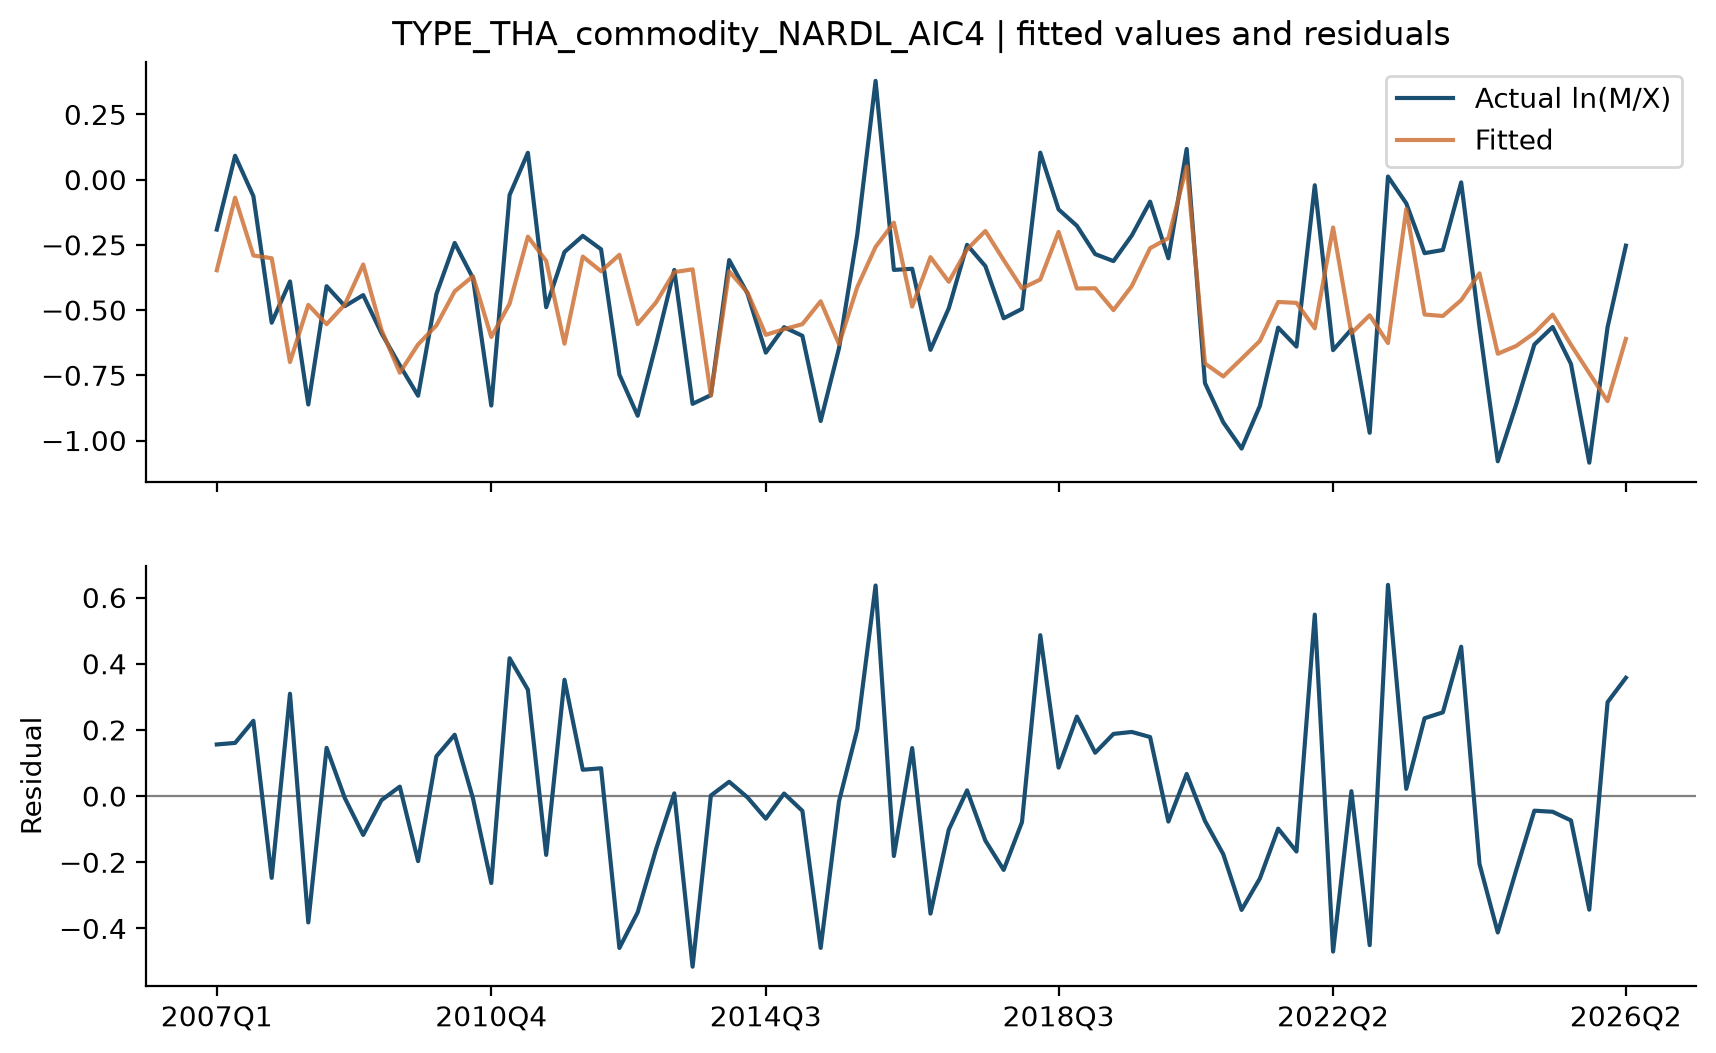 TYPE_THA_commodity_NARDL_AIC4 | fitted values and residuals
Actual ln(M/X)
Fitted
0.25
0.00
−0.25
−0.50
−0.75
−1.00
Residual
0.6
0.4
0.2
0.0
−0.2
−0.4
2007Q1 2010Q4 2014Q3 2018Q3 2022Q2 2026Q2